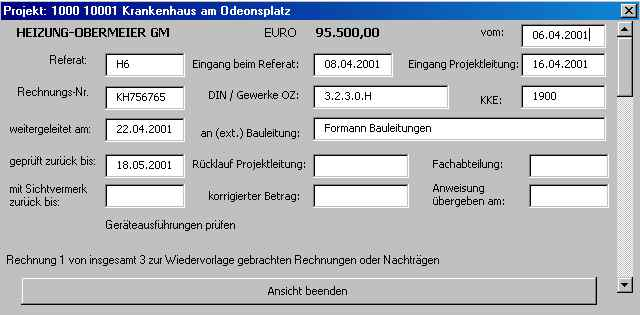 Projekt: 1000 10001 Krankenhaus am Odeonsplatz
HEIZUNG-OBERMEIER GM EURO 95.500,00 vom: 06.04.2001
Referat: H6 Eingang beim Referat: 08.04.2001 Eingang Projektleitung: 16.04.2001
Rechnungs-Nr. KH756765 DIN / Gewerke OZ: 3.2.3.0.H KKE: 1900
weitergeleitet am: 22.04.2001 an (ext.) Bauleitung: Formann Bauleitungen
geprüft zurück bis: 18.05.2001 Rücklauf Projektleitung: Fachabteilung:
mit Sichtvermerk
zurück bis: korrigierter Betrag: Anweisung
übergeben am:
Geräteausführungen prüfen
Rechnung 1 von insgesamt 3 zur Wiedervorlage gebrachten Rechnungen oder Nachträgen
Ansicht beenden